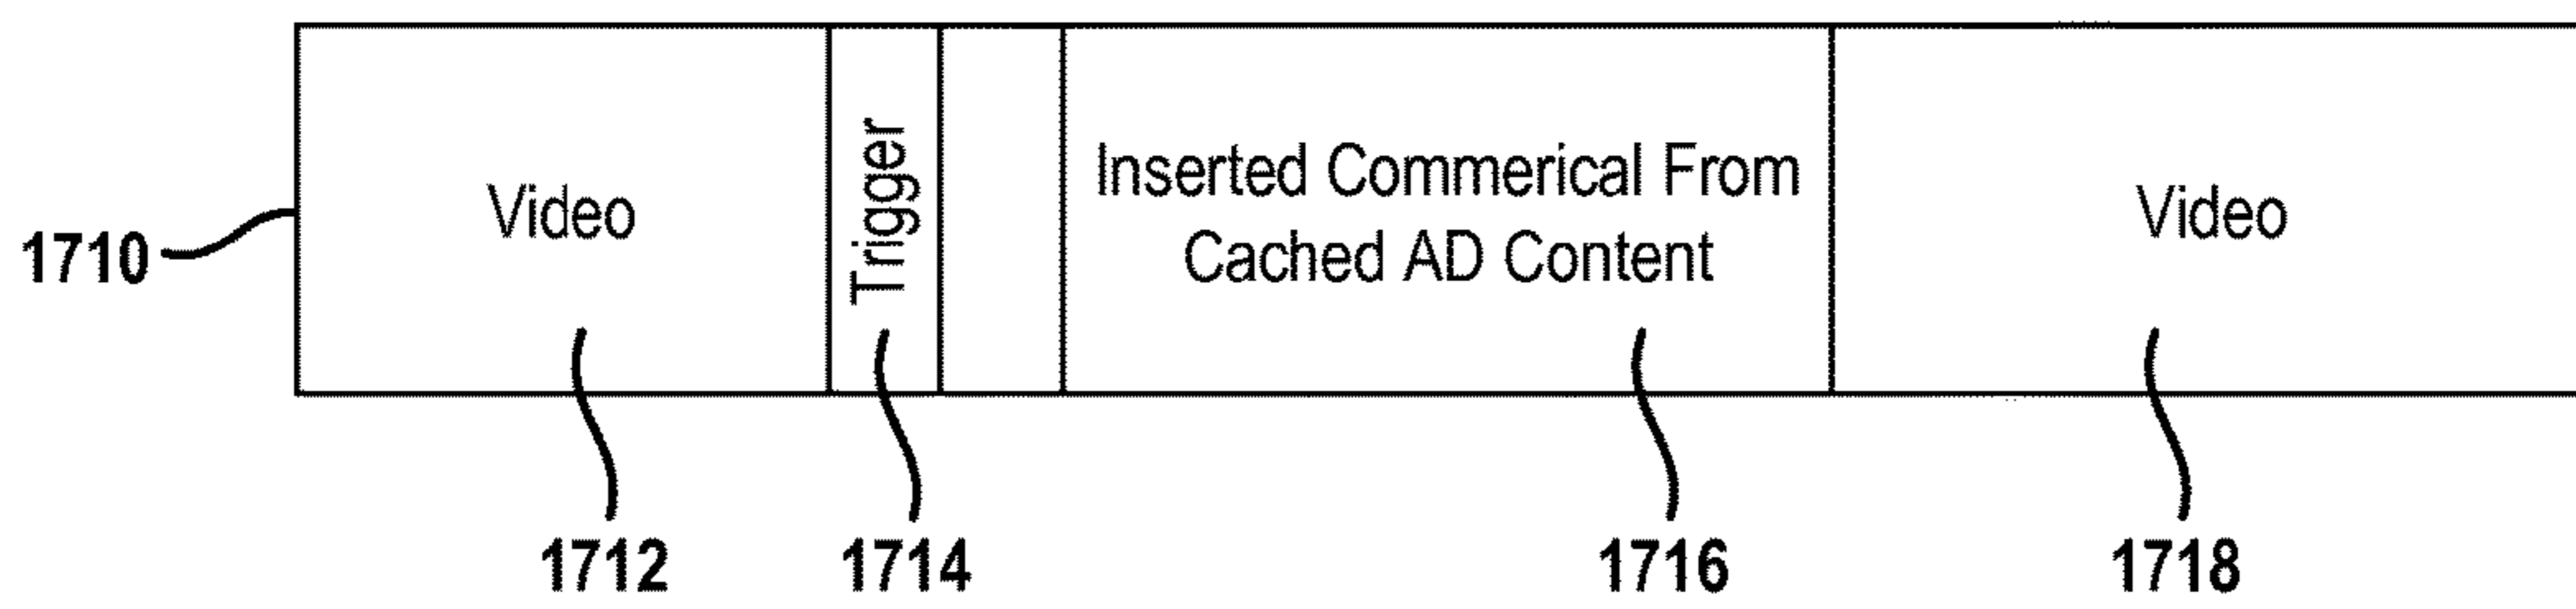 Video
Trigger
Inserted Commerical From
Cached AD Content
Video
1710
1712
1714
1716
1718